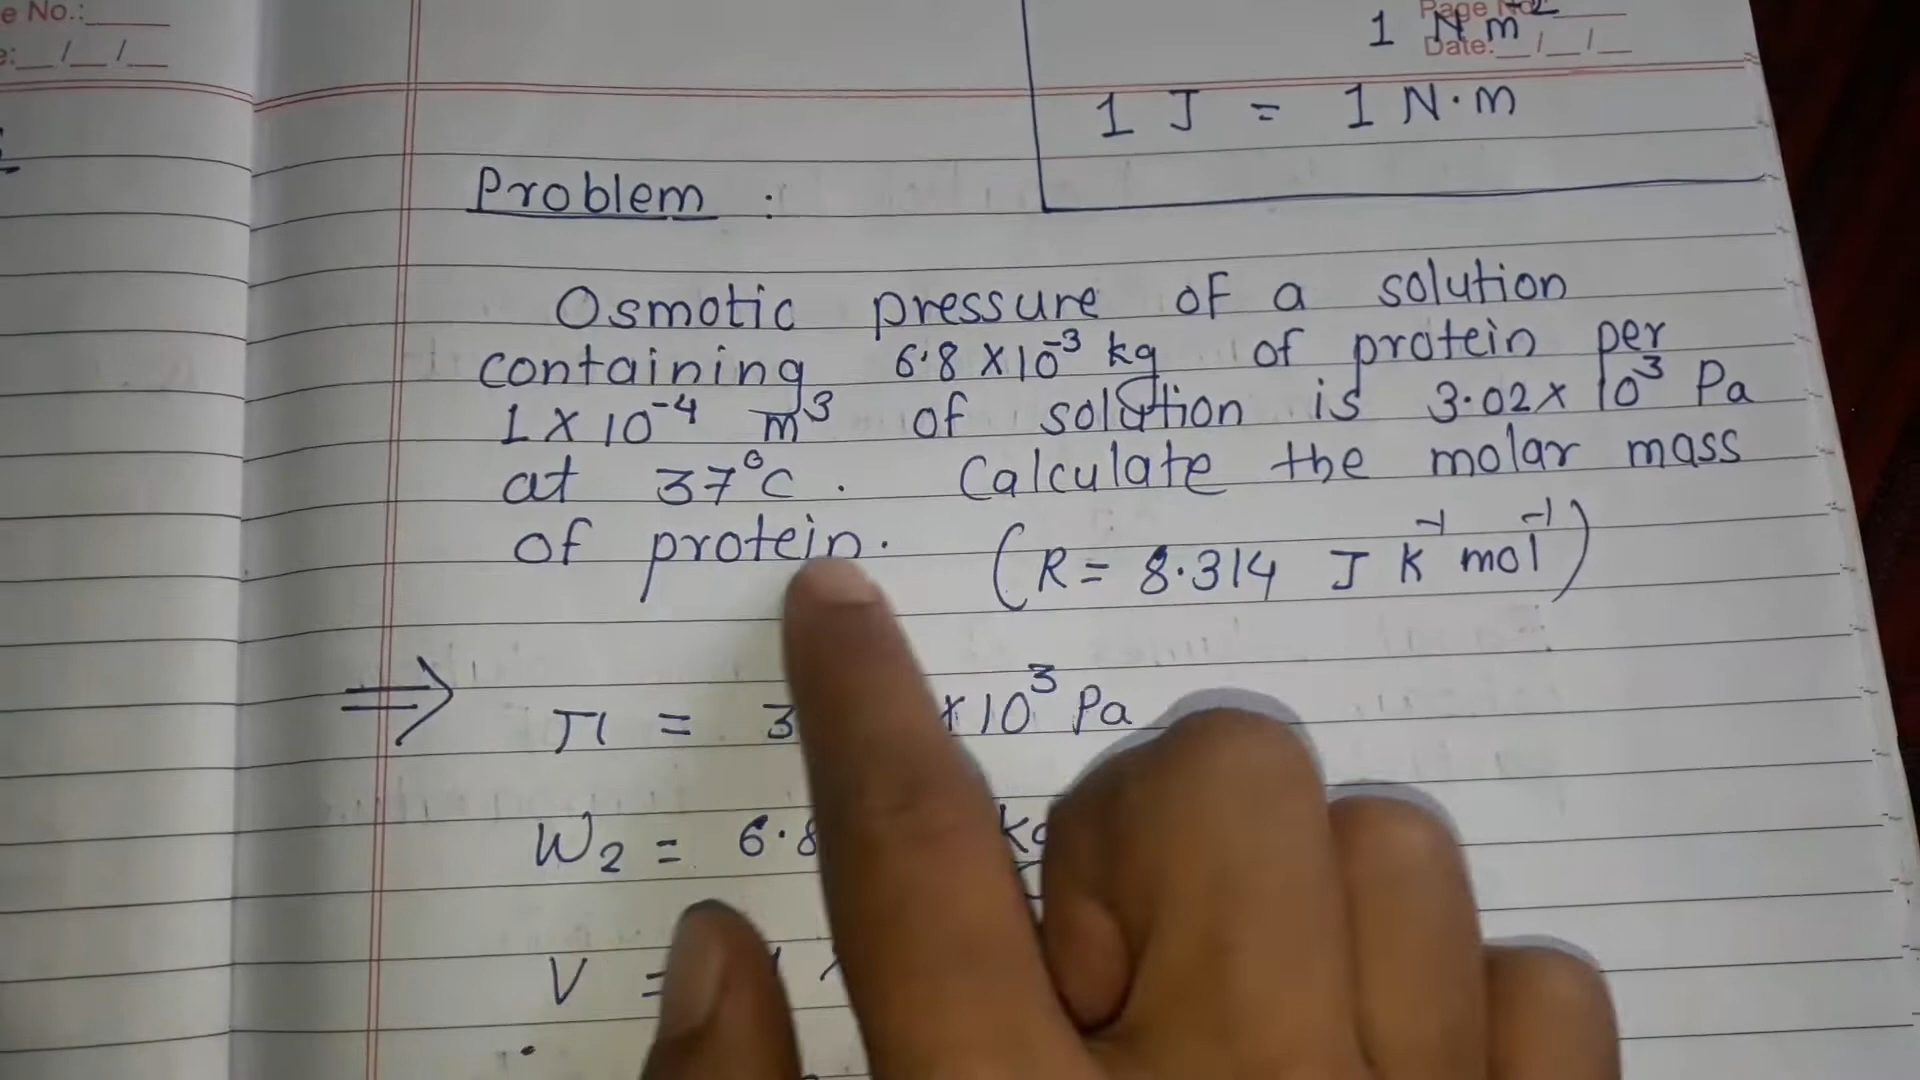 e No.:
Page No.:
e: / /
Date: / /
1 N m-2
1 J = 1 N·m
Problem :
Osmotic pressure of a solution
containing 6.8 × 10-3 kg of protein per
1 × 10-4 m3 of solution is 3.02 × 103 Pa
at 37°C. Calculate the molar mass
of protein. (R = 8.314 J K-1 mol-1)
⇒ π = 3 × 103 Pa
W2 = 6.8 kg
V =